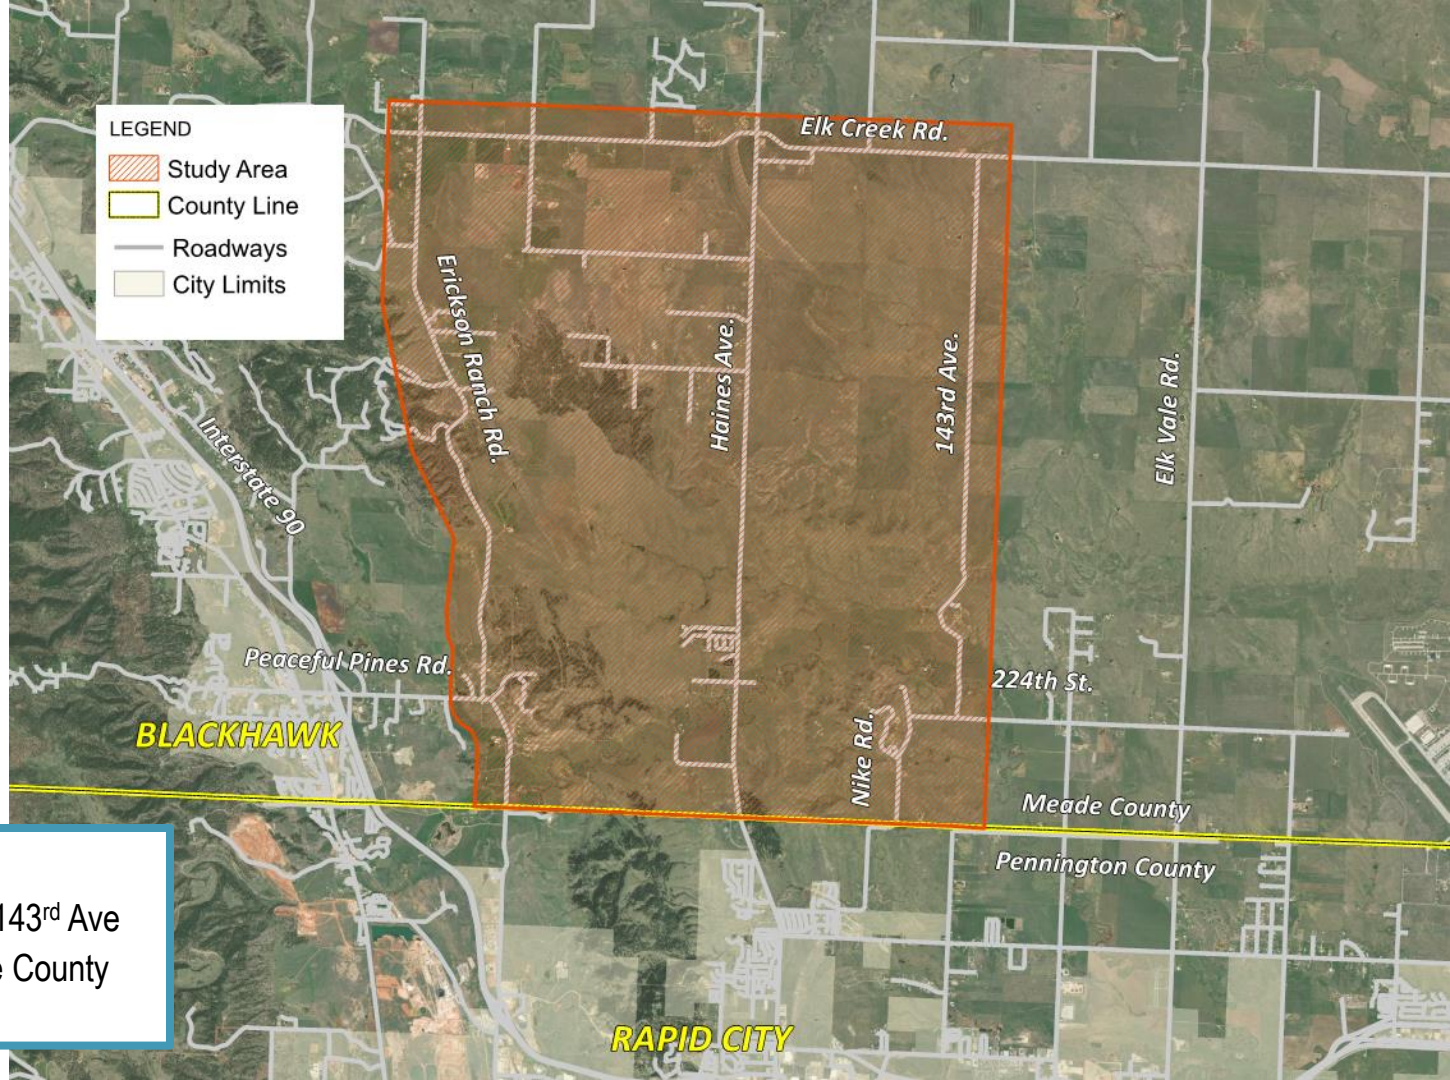 LEGEND
Study Area
County Line
Roadways
City Limits
Elk Creek Rd.
Erickson Ranch Rd.
Haines Ave.
143rd Ave.
Elk Vale Rd.
Interstate 90
Peaceful Pines Rd.
224th St.
BLACKHAWK
Nike Rd.
Meade County
Pennington County
143rd Ave
County
RAPID CITY